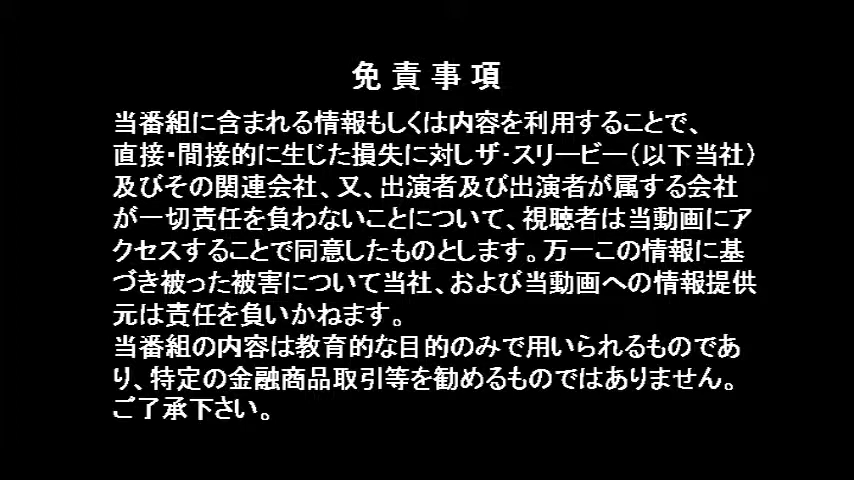 免責事項
当番組に含まれる情報もしくは内容を利用することで、
直接・間接的に生じた損失に対しザ・スリービー（以下当社）
及びその関連会社、又、出演者及び出演者が属する会社
が一切責任を負わないことについて、視聴者は当動画にア
クセスすることで同意したものとします。万一この情報に基
づき被った被害について当社、および当動画への情報提供
元は責任を負いかねます。
当番組の内容は教育的な目的のみで用いられるものであ
り、特定の金融商品取引等を勧めるものではありません。
ご了承下さい。